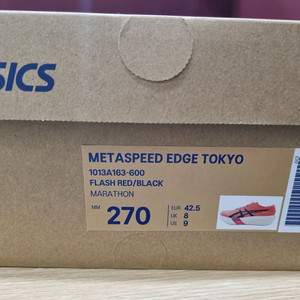 SICS
METASPEED EDGE TOKYO
1013A163-600
FLASH RED/BLACK
MARATHON
MM 270
EUR 42.5
UK 8
US 9